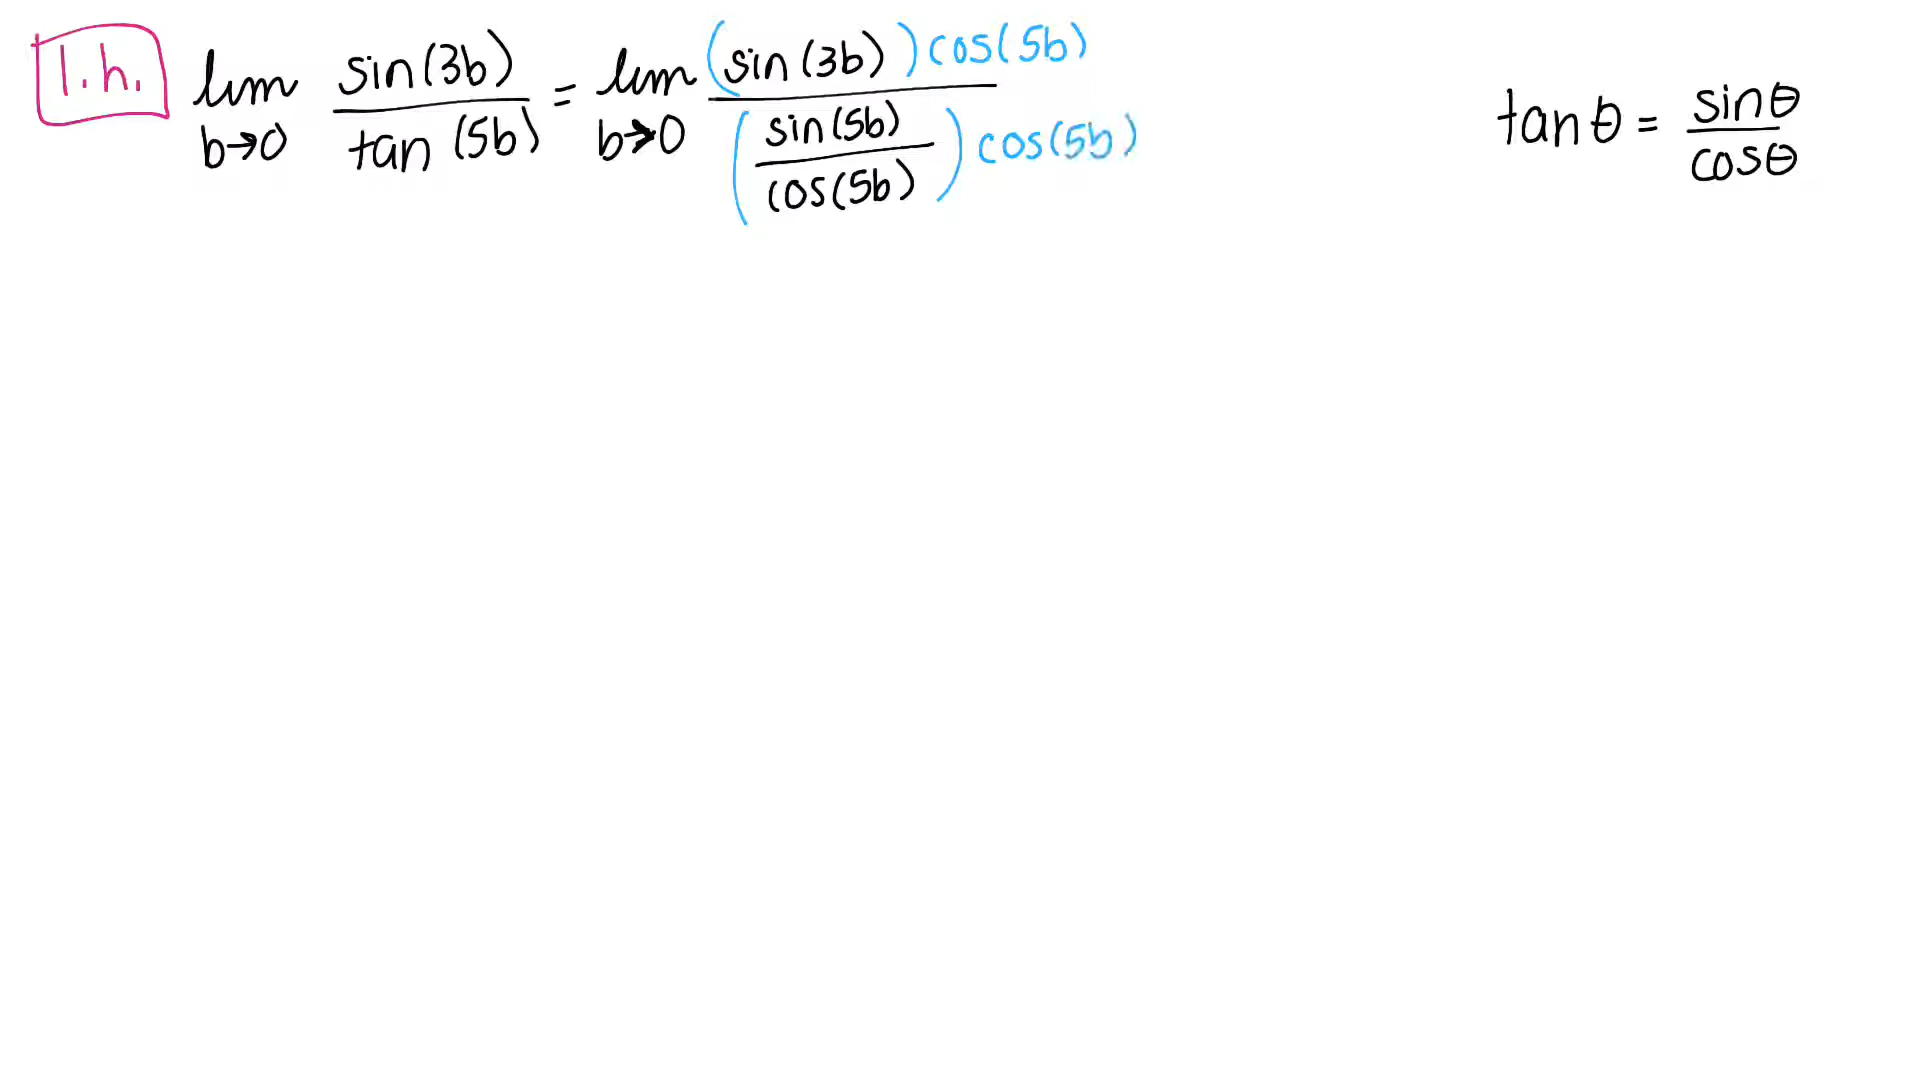 1.h. lim b→0 sin(3b)/tan(5b) = lim b→0 (sin(3b))cos(5b)/(sin(5b)/cos(5b))cos(5b)
tanθ = sinθ/cosθ